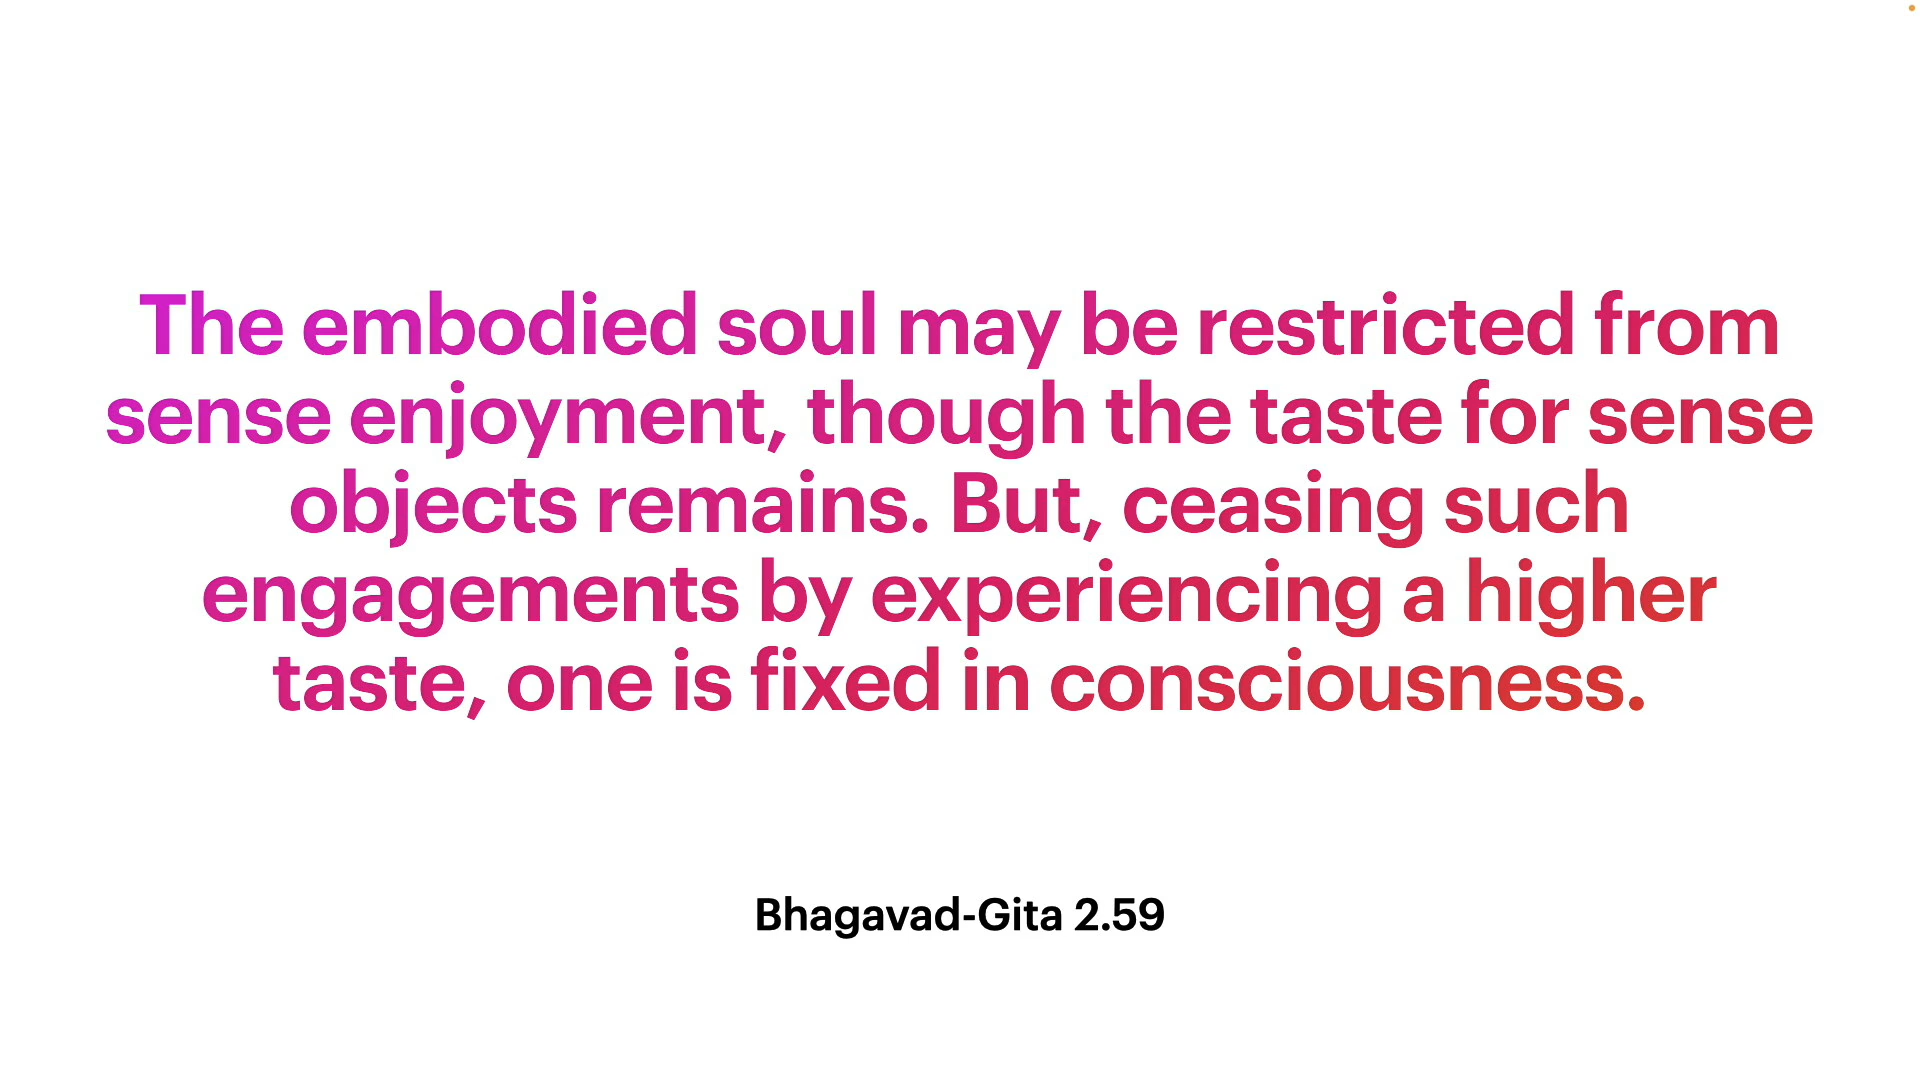 The embodied soul may be restricted from
sense enjoyment, though the taste for sense
objects remains. But, ceasing such
engagements by experiencing a higher
taste, one is fixed in consciousness.
Bhagavad-Gita 2.59